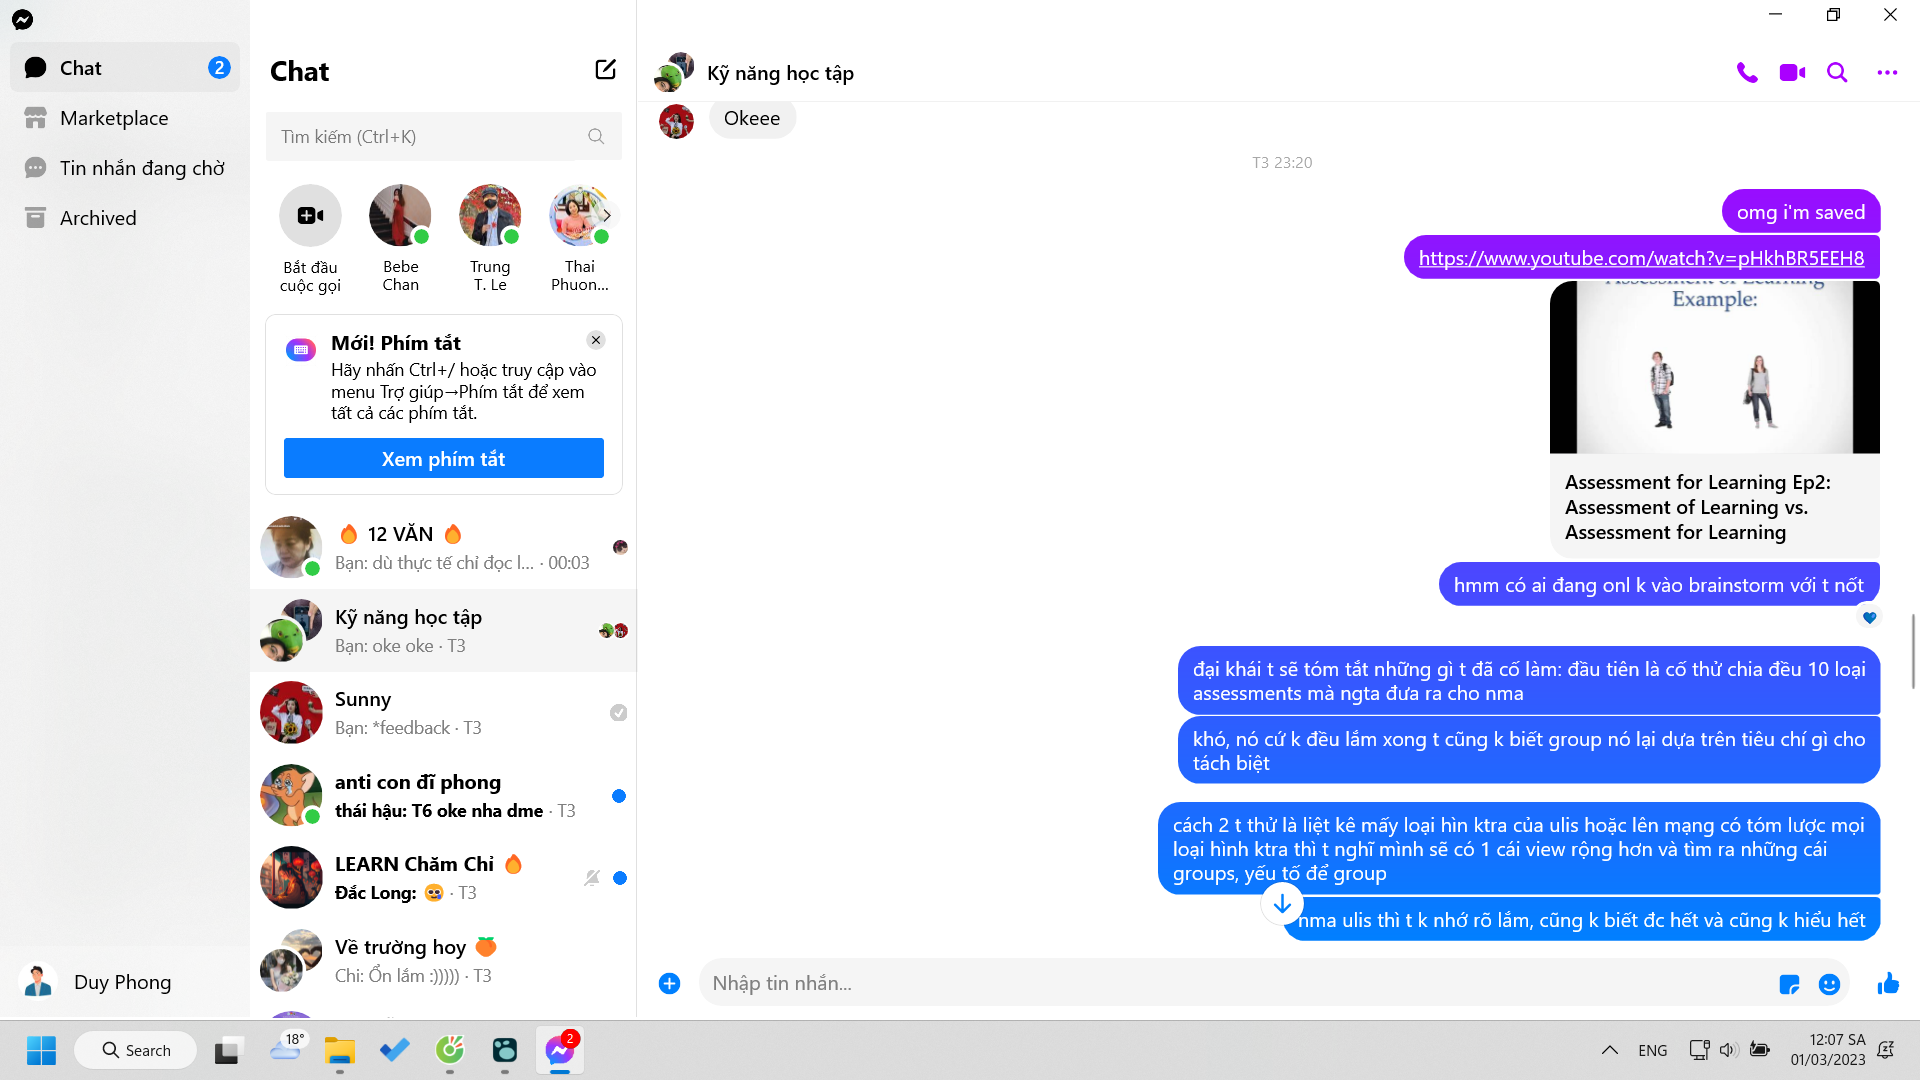 Chat
2
Marketplace
Tin nhắn đang chờ
Archived
Duy Phong
Chat
Tìm kiếm (Ctrl+K)
Bắt đầu
cuộc gọi
Bebe
Chan
Trung
T. Le
Thai
Phuon...
Mới! Phím tắt
Hãy nhấn Ctrl+/ hoặc truy cập vào
menu Trợ giúp→Phím tắt để xem
tất cả các phím tắt.
Xem phím tắt
🔥 12 VĂN 🔥
Bạn: dù thực tế chỉ đọc l... · 00:03
Kỹ năng học tập
Bạn: oke oke · T3
Sunny
Bạn: *feedback · T3
anti con đĩ phong
thái hậu: T6 oke nha dme · T3
LEARN Chăm Chỉ 🔥
Đắc Long: 🥲 · T3
Về trường hoy 🍑
Chi: Ổn lắm :))))) · T3
Kỹ năng học tập
Okeee
T3 23:20
omg i'm saved
https://www.youtube.com/watch?v=pHkhBR5EEH8
Assessment of Learning
Example:
Assessment for Learning Ep2:
Assessment of Learning vs.
Assessment for Learning
hmm có ai đang onl k vào brainstorm với t nốt
đại khái t sẽ tóm tắt những gì t đã cố làm: đầu tiên là cố thử chia đều 10 loại
assessments mà ngta đưa ra cho nma
khó, nó cứ k đều lắm xong t cũng k biết group nó lại dựa trên tiêu chí gì cho
tách biệt
cách 2 t thử là liệt kê mấy loại hìn ktra của ulis hoặc lên mạng có tóm lược mọi
loại hình ktra thì t nghĩ mình sẽ có 1 cái view rộng hơn và tìm ra những cái
groups, yếu tố để group
nma ulis thì t k nhớ rõ lắm, cũng k biết đc hết và cũng k hiểu hết
Nhập tin nhắn...
Search
18°
2
ENG
12:07 SA
01/03/2023